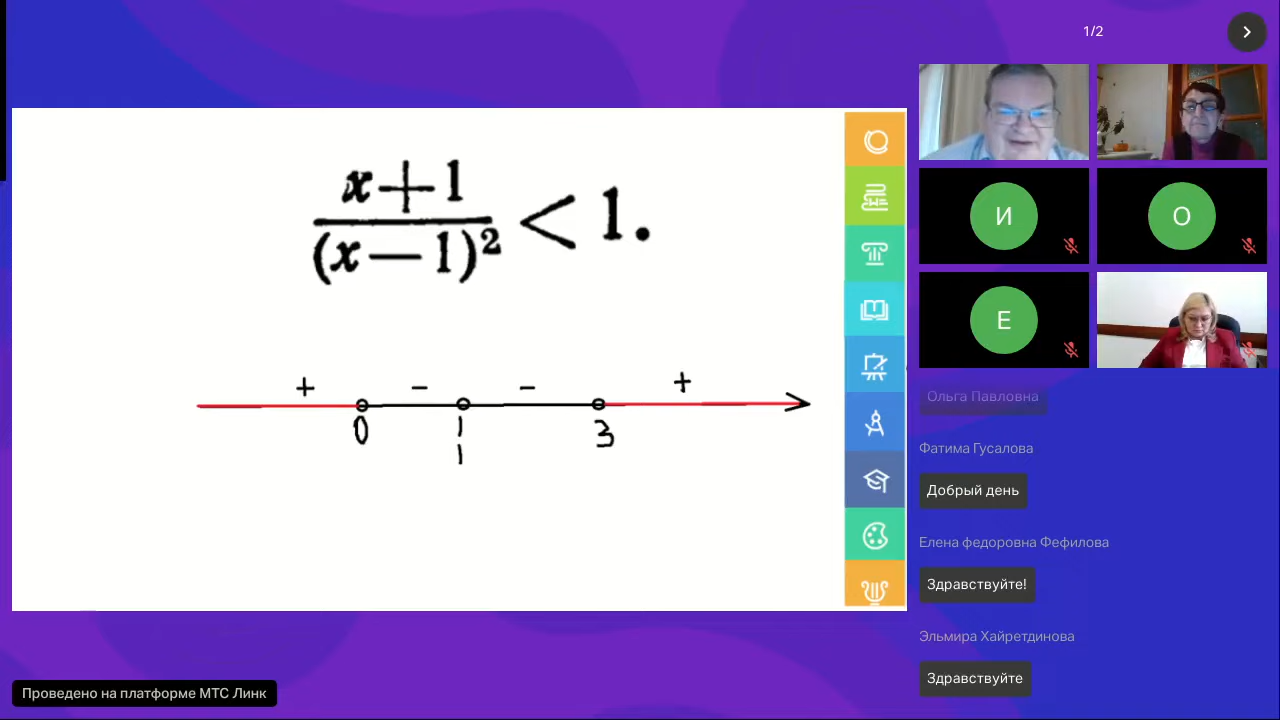 1/2
x+1
(x−1)² < 1.
+ − − +
0 1 3
И
О
Е
Ольга Павловна
Фатима Гусалова
Добрый день
Елена федоровна Фефилова
Здравствуйте!
Эльмира Хайретдинова
Здравствуйте
Проведено на платформе МТС Линк